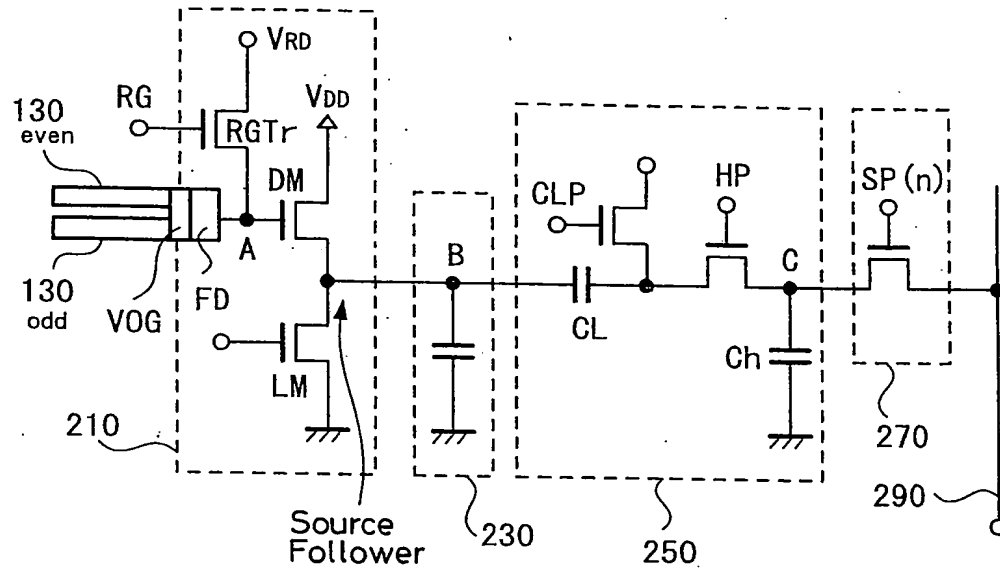 VRD
RG
VDD
130
even
RGTr
DM
CLP
HP
SP(n)
A
B
C
130
odd
VOG
FD
CL
Ch
LM
210
270
290
Source
Follower
230
250